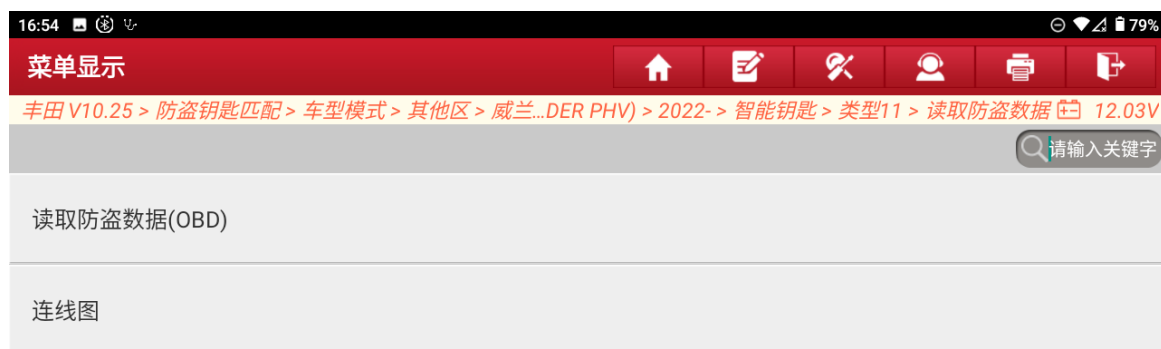 16:54
79%
菜单显示
丰田 V10.25 > 防盗钥匙匹配 > 车型模式 > 其他区 > 威兰...DER PHV) > 2022- > 智能钥匙 > 类型11 > 读取防盗数据 12.03V
请输入关键字
读取防盗数据(OBD)
连线图